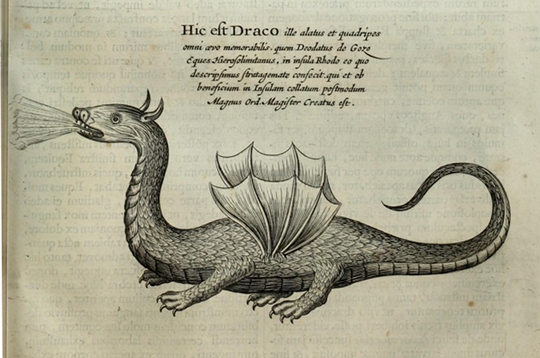 Hic est Draco ille alatus et quadripes
omni ævo memorabilis. quem Deodatus de Gozo
Eques Hierosolimitanus, in insula Rhodo eo quo
descripsimus stratagemate confecit. qui et ob
beneficium in Insulam collatum postmodum
Magnus Ord. Magister Creatus est.